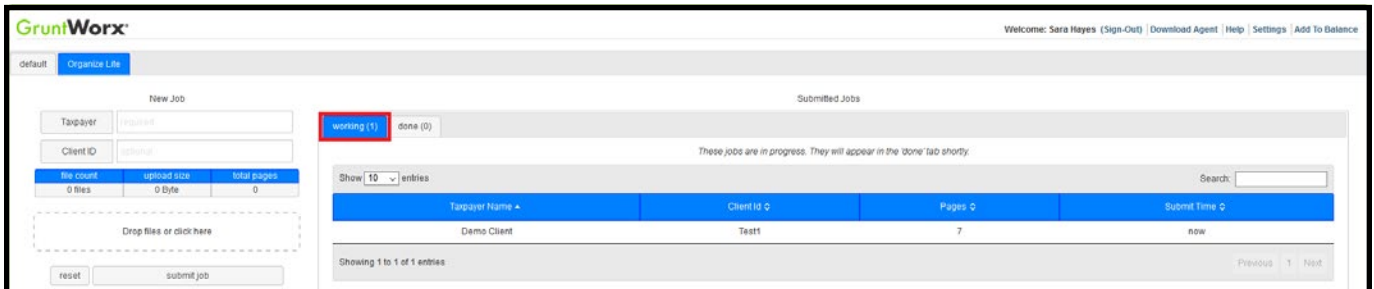 GruntWorx
Welcome: Sara Hayes (Sign-Out) Download Agent Help Settings Add To Balance
default Organize Lite
New Job
Taxpayer required
Client ID optional
file count upload size total pages
0 files 0 Byte 0
Drop files or click here
reset submit job
Submitted Jobs
working (1) done (0)
These jobs are in progress. They will appear in the 'done' tab shortly.
Show 10 entries Search:
Taxpayer Name Client Id Pages Submit Time
Demo Client Test1 7 now
Showing 1 to 1 of 1 entries Previous 1 Next